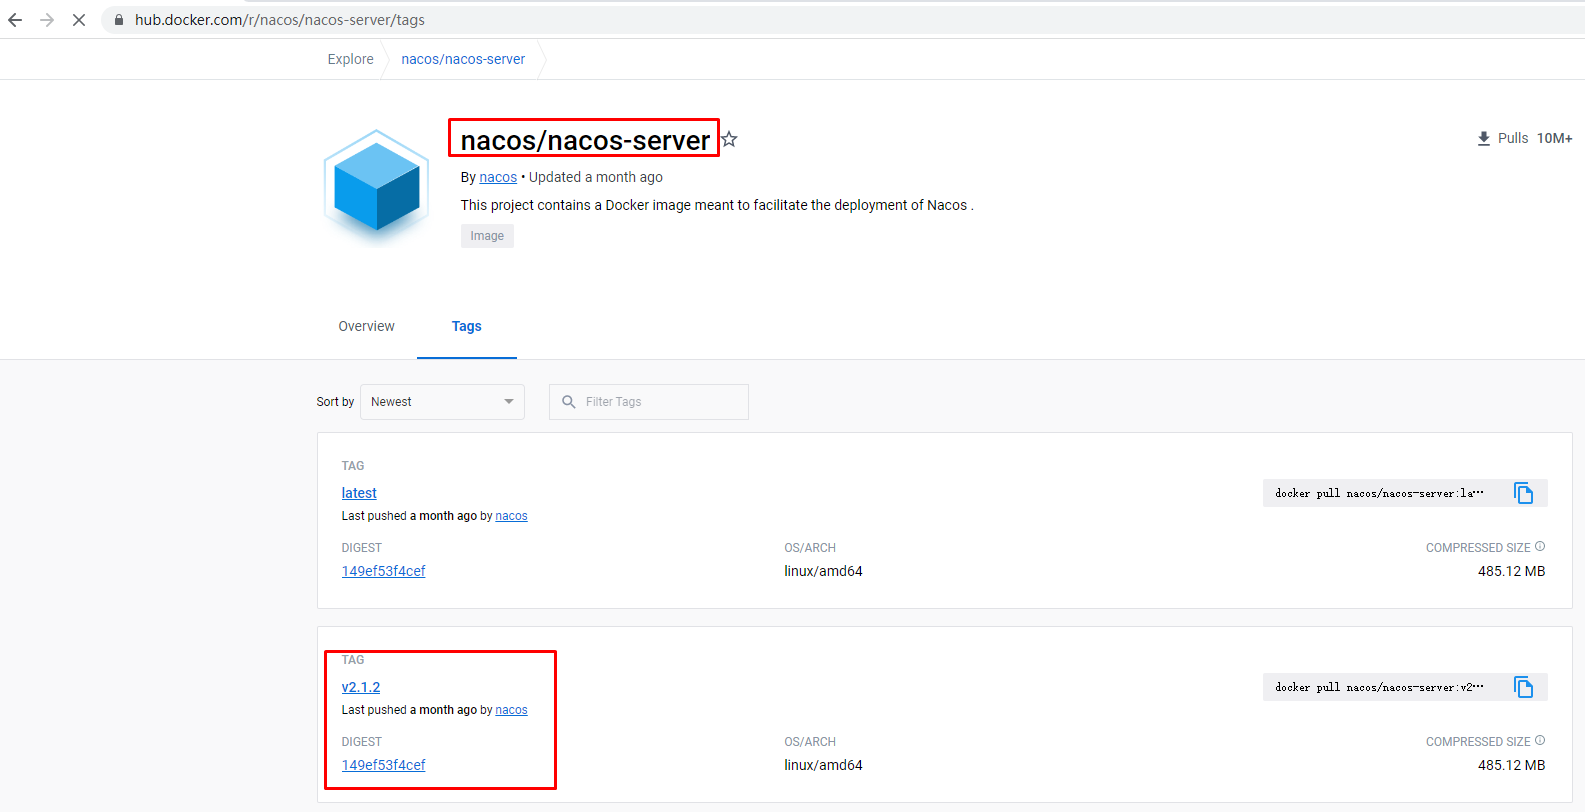 hub.docker.com/r/nacos/nacos-server/tags
Explore nacos/nacos-server
nacos/nacos-server
Pulls 10M+
By nacos • Updated a month ago
This project contains a Docker image meant to facilitate the deployment of Nacos .
Image
Overview Tags
Sort by Newest Filter Tags
TAG
latest
docker pull nacos/nacos-server:la···
Last pushed a month ago by nacos
DIGEST OS/ARCH COMPRESSED SIZE
149ef53f4cef linux/amd64 485.12 MB
TAG
v2.1.2
docker pull nacos/nacos-server:v2···
Last pushed a month ago by nacos
DIGEST OS/ARCH COMPRESSED SIZE
149ef53f4cef linux/amd64 485.12 MB